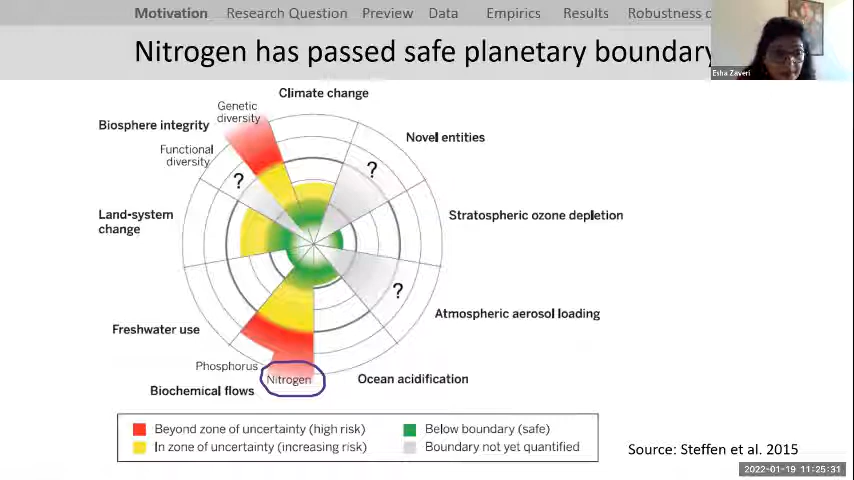 Motivation Research Question Preview Data Empirics Results Robustness
Nitrogen has passed safe planetary boundary
Esha Zaveri
Climate change
Genetic
diversity
Biosphere integrity
Novel entities
Functional
diversity
?
?
Land-system
change
Stratospheric ozone depletion
?
Atmospheric aerosol loading
Freshwater use
Phosphorus
Nitrogen
Ocean acidification
Biochemical flows
Beyond zone of uncertainty (high risk)
Below boundary (safe)
In zone of uncertainty (increasing risk)
Boundary not yet quantified
Source: Steffen et al. 2015
2022-01-19 11:25:31